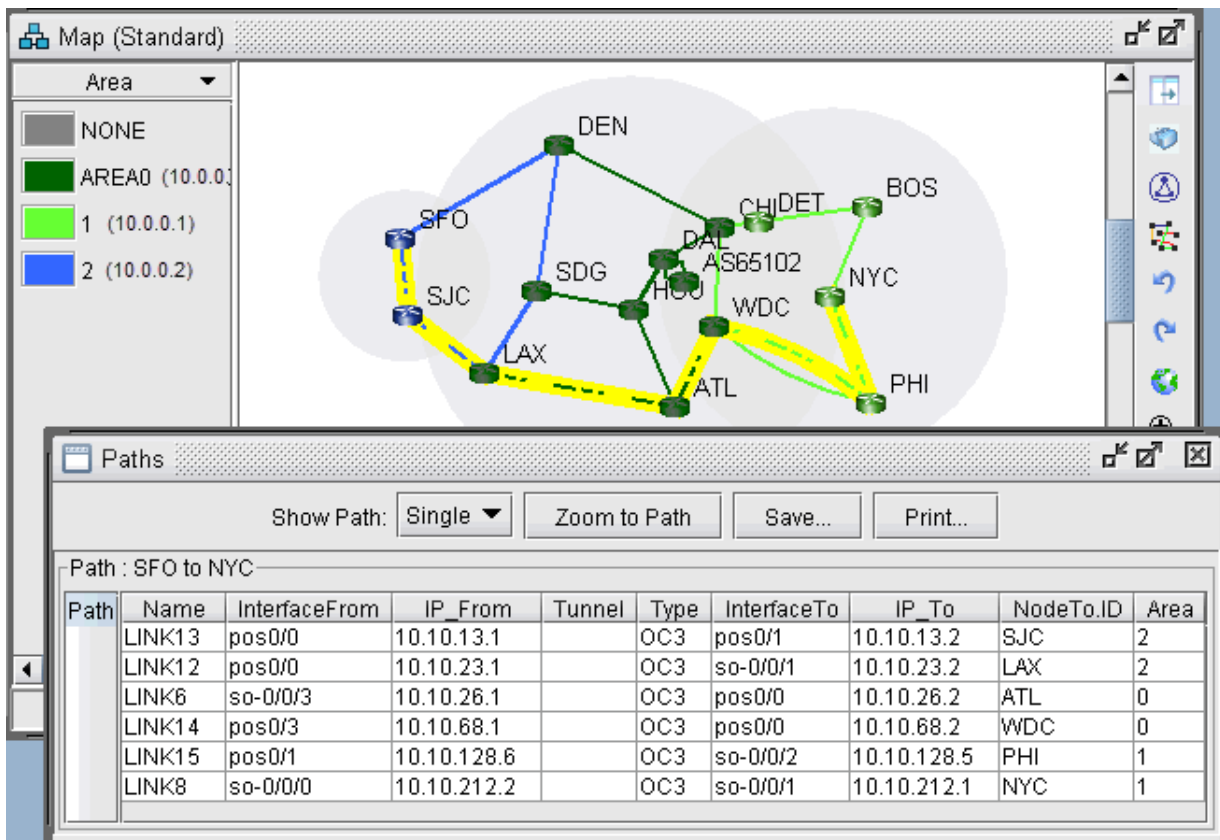 Map (Standard)
Area
NONE
AREA0 (10.0.0.
1 (10.0.0.1)
2 (10.0.0.2)
DEN
SFO
BOS
CHI
DET
DAL
AS65102
SDG
HOU
NYC
SJC
WDC
LAX
ATL
PHI
Paths
Show Path: Single Zoom to Path Save... Print...
Path : SFO to NYC
Path Name InterfaceFrom IP_From Tunnel Type InterfaceTo IP_To NodeTo.ID Area
LINK13 pos0/0 10.10.13.1 OC3 pos0/1 10.10.13.2 SJC 2
LINK12 pos0/0 10.10.23.1 OC3 so-0/0/1 10.10.23.2 LAX 2
LINK6 so-0/0/3 10.10.26.1 OC3 pos0/0 10.10.26.2 ATL 0
LINK14 pos0/3 10.10.68.1 OC3 pos0/0 10.10.68.2 WDC 0
LINK15 pos0/1 10.10.128.6 OC3 so-0/0/2 10.10.128.5 PHI 1
LINK8 so-0/0/0 10.10.212.2 OC3 so-0/0/1 10.10.212.1 NYC 1